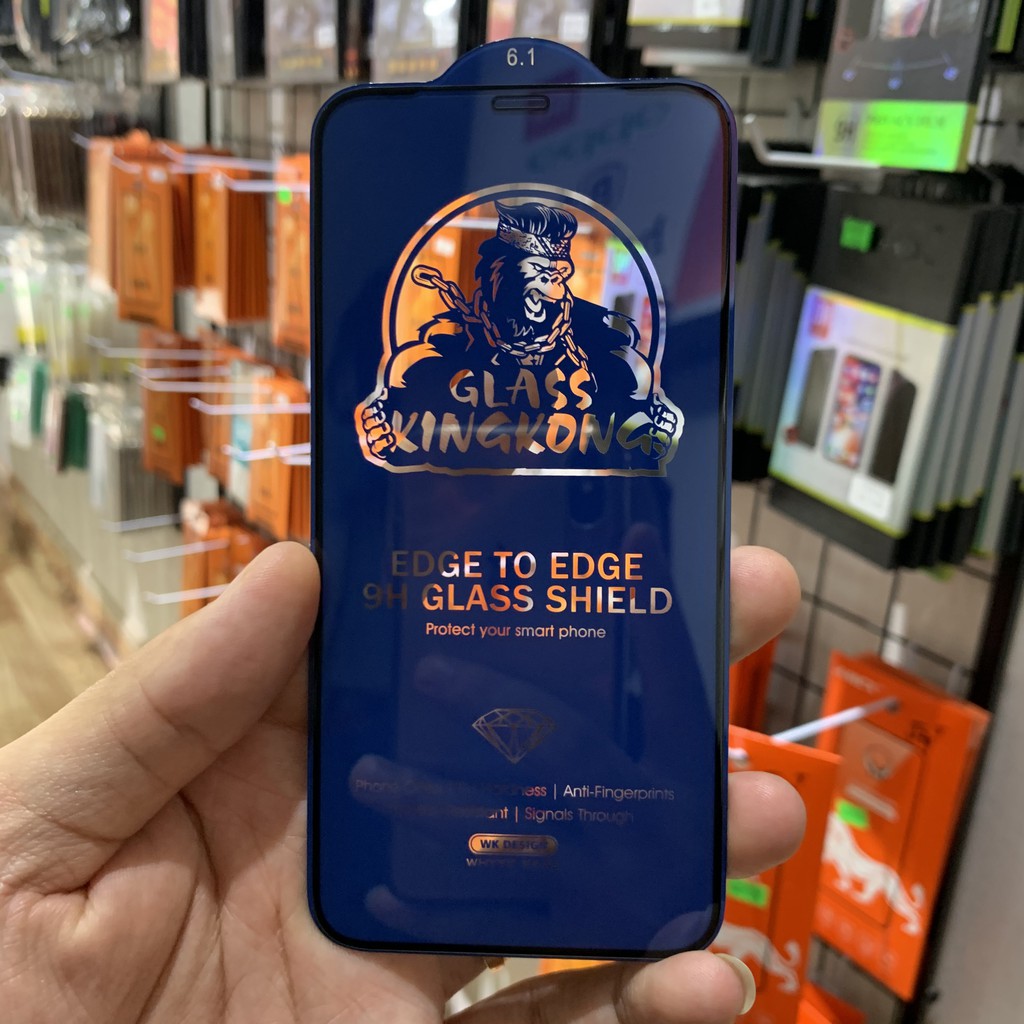 6.1
GLASS
KINGKONG
EDGE TO EDGE
9H GLASS SHIELD
Protect your smart phone
| Anti-Fingerprints
| Signals Through
WK DESIGN